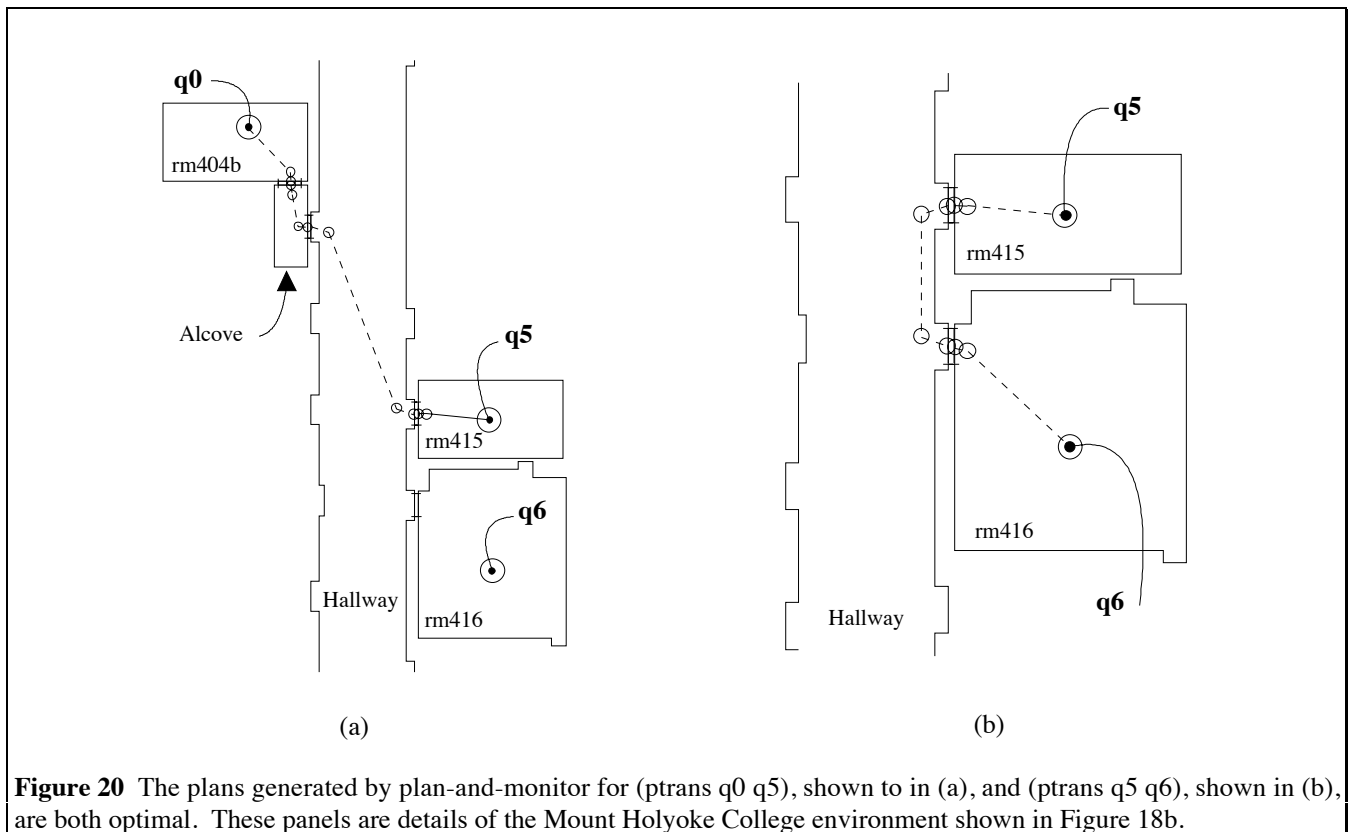 q0
rm404b
Alcove
q5
rm415
q6
Hallway
rm416
(a)
q5
rm415
rm416
q6
Hallway
(b)
Figure 20 The plans generated by plan-and-monitor for (ptrans q0 q5), shown to in (a), and (ptrans q5 q6), shown in (b),
are both optimal. These panels are details of the Mount Holyoke College environment shown in Figure 18b.